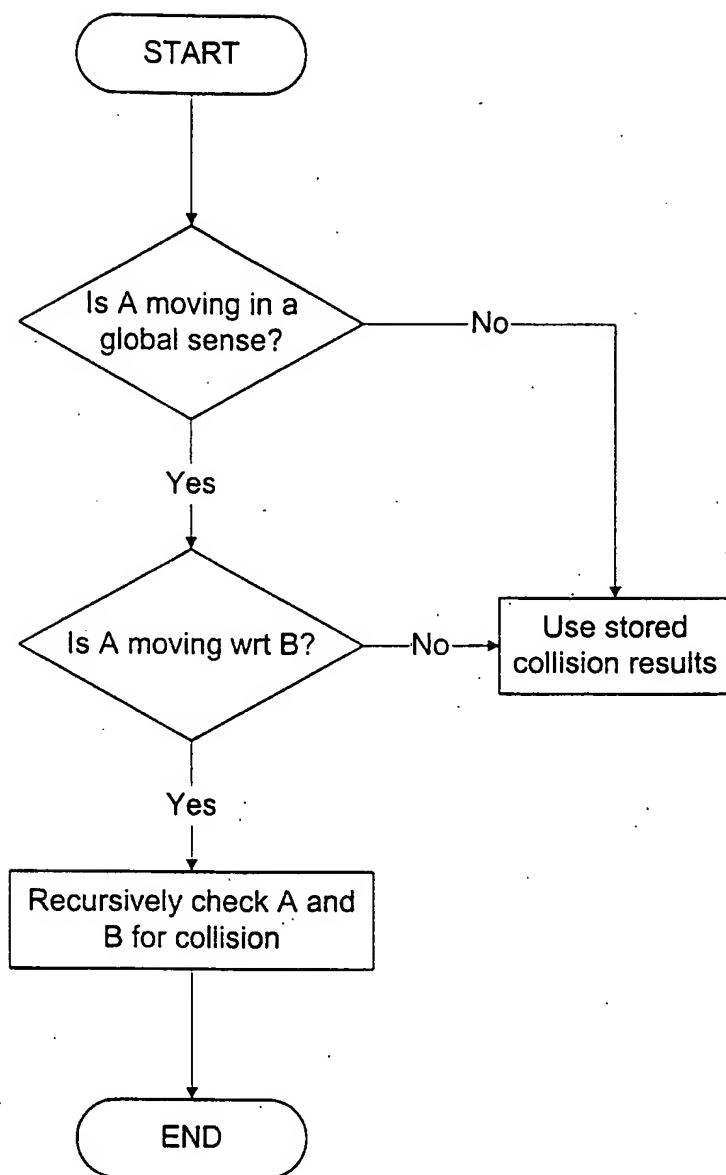 START
Is A moving in a
global sense?
No
Yes
Is A moving wrt B?
No
Use stored
collision results
Yes
Recursively check A and
B for collision
END